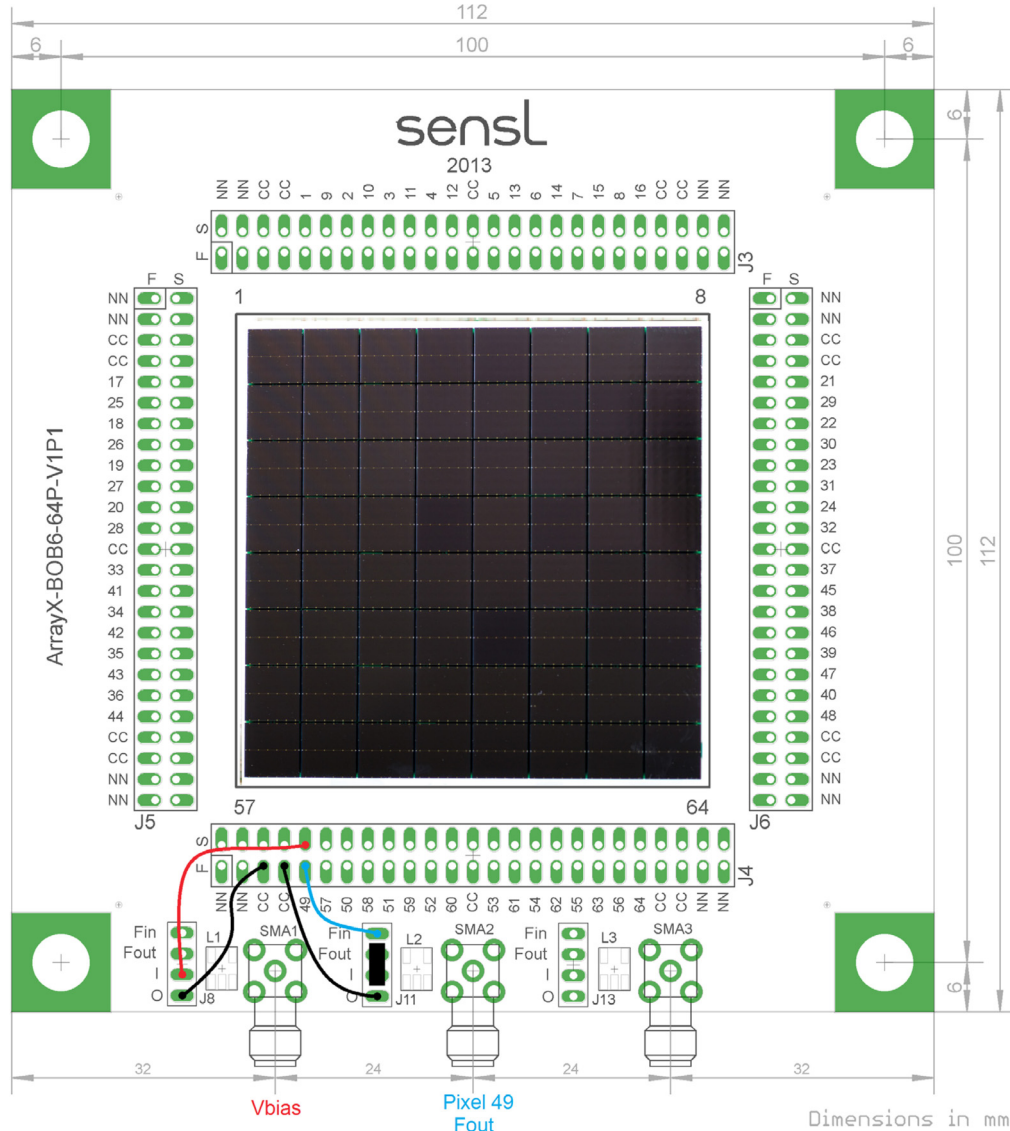 112
6
100
6
sensL
2013
NN NN CC CC 1 9 2 10 3 11 4 12 CC 5 13 6 14 7 15 8 16 CC CC NN NN
S
F
J3
6
F S
1
8
F S
NN
NN
CC
CC
17
25
18
26
19
27
20
28
CC
33
41
34
42
35
43
36
44
CC
CC
NN
NN
J5
NN
NN
CC
CC
21
29
22
30
23
31
24
32
CC
37
45
38
46
39
47
40
48
CC
CC
NN
NN
J6
ArrayX-BOB6-64P-V1P1
100
112
57
64
S
F
J4
NN NN CC CC 49 57 50 58 51 59 52 60 CC 53 61 54 62 55 63 56 64 CC CC NN NN
Fin
Fout
I
O
J8
L1
SMA1
Fin
Fout
I
O
J11
L2
SMA2
Fin
Fout
I
O
J13
L3
SMA3
6
32
24
24
32
Vbias
Pixel 49
Fout
Dimensions in mm